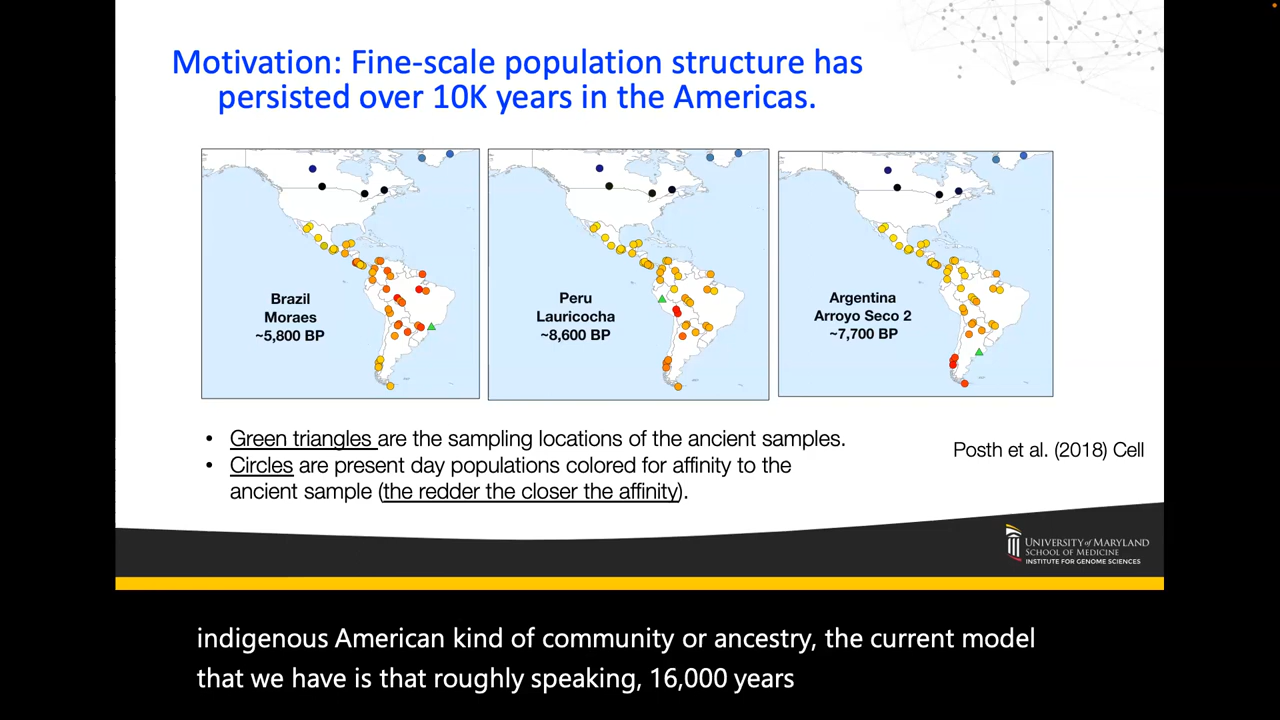 Motivation: Fine-scale population structure has
persisted over 10K years in the Americas.
Brazil
Moraes
~5,800 BP
Peru
Lauricocha
~8,600 BP
Argentina
Arroyo Seco 2
~7,700 BP
• Green triangles are the sampling locations of the ancient samples.
• Circles are present day populations colored for affinity to the
ancient sample (the redder the closer the affinity).
Posth et al. (2018) Cell
UNIVERSITY of MARYLAND
SCHOOL OF MEDICINE
INSTITUTE FOR GENOME SCIENCES
indigenous American kind of community or ancestry, the current model
that we have is that roughly speaking, 16,000 years